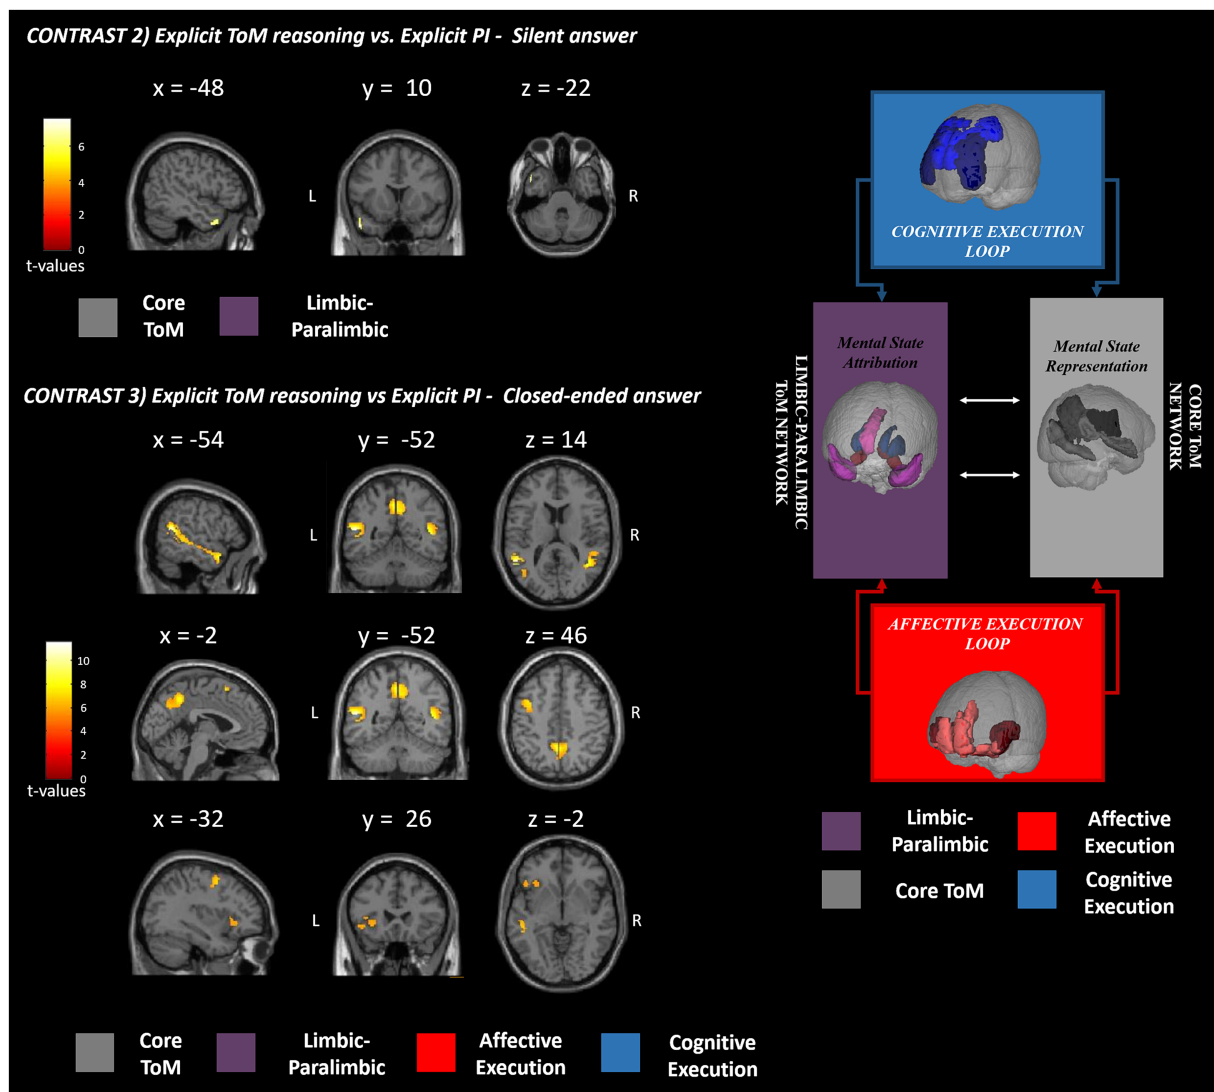 CONTRAST 2) Explicit ToM reasoning vs. Explicit PI - Silent answer
x = -48
y = 10
z = -22
6
4
2
0
t-values
L
R
Core
ToM
Limbic-
Paralimbic
CONTRAST 3) Explicit ToM reasoning vs Explicit PI - Closed-ended answer
x = -54
y = -52
z = 14
L
R
x = -2
y = -52
z = 46
10
8
6
4
2
0
t-values
L
R
x = -32
y = 26
z = -2
L
R
Core
ToM
Limbic-
Paralimbic
Affective
Execution
Cognitive
Execution
COGNITIVE EXECUTION
LOOP
Mental State
Attribution
LIMBIC-PARALIMBIC
ToM NETWORK
Mental State
Representation
CORE ToM
NETWORK
AFFECTIVE EXECUTION
LOOP
Limbic-
Paralimbic
Affective
Execution
Core ToM
Cognitive
Execution